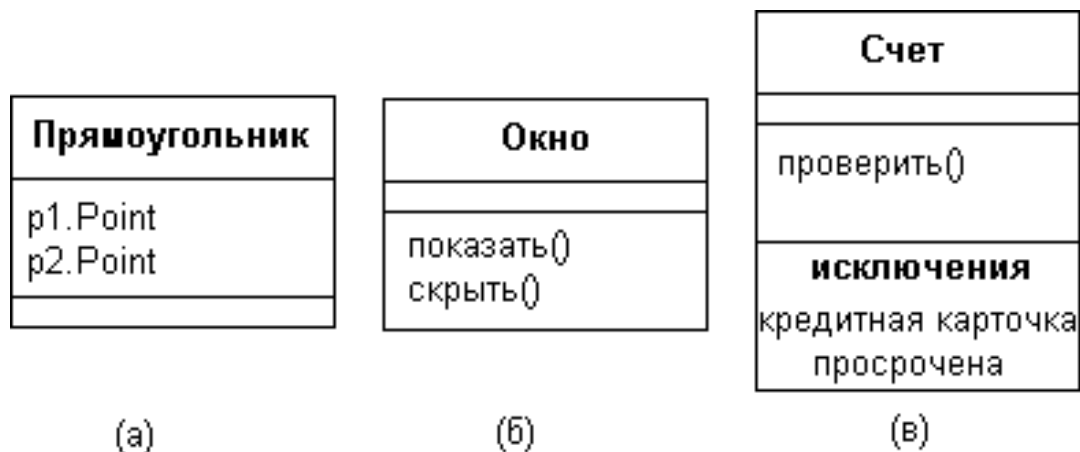 Прямоугольник
p1.Point
p2.Point
(а)
Окно
показать()
скрыть()
(б)
Счет
проверить()
исключения
кредитная карточка
просрочена
(в)